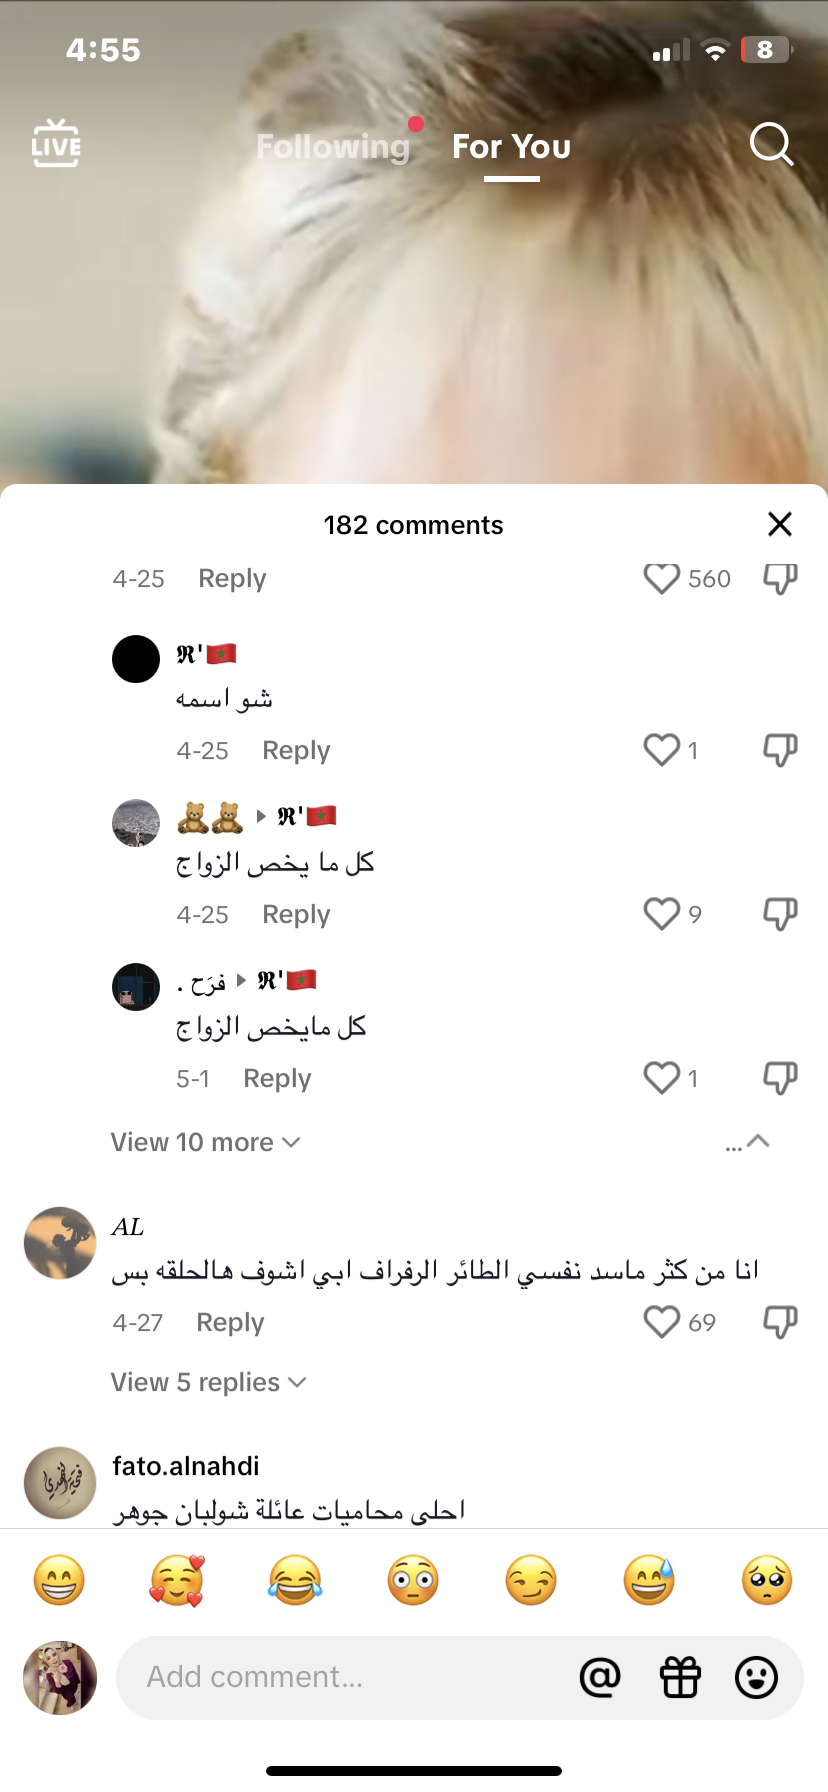 4:55
8
LIVE
Following
For You
182 comments
4-25 Reply 560
𝕽'🇲🇦
شو اسمه
4-25 Reply 1
🧸🧸 ▸ 𝕽'🇲🇦
كل ما يخص الزواج
4-25 Reply 9
فرَح . ▸ 𝕽'🇲🇦
كل مايخص الزواج
5-1 Reply 1
View 10 more
...
AL
انا من كثر ماسد نفسي الطائر الرفراف ابي اشوف هالحلقه بس
4-27 Reply 69
View 5 replies
fato.alnahdi
احلى محاميات عائلة شولبان جوهر
😁 🥰 😂 😳 😏 😅 🥺
Add comment...
@